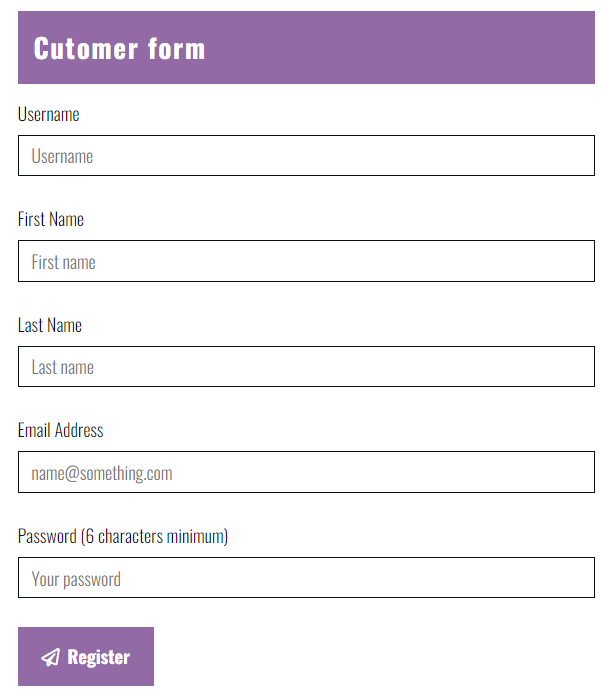 Cutomer form
Username
Username
First Name
First name
Last Name
Last name
Email Address
name@something.com
Password (6 characters minimum)
Your password
Register